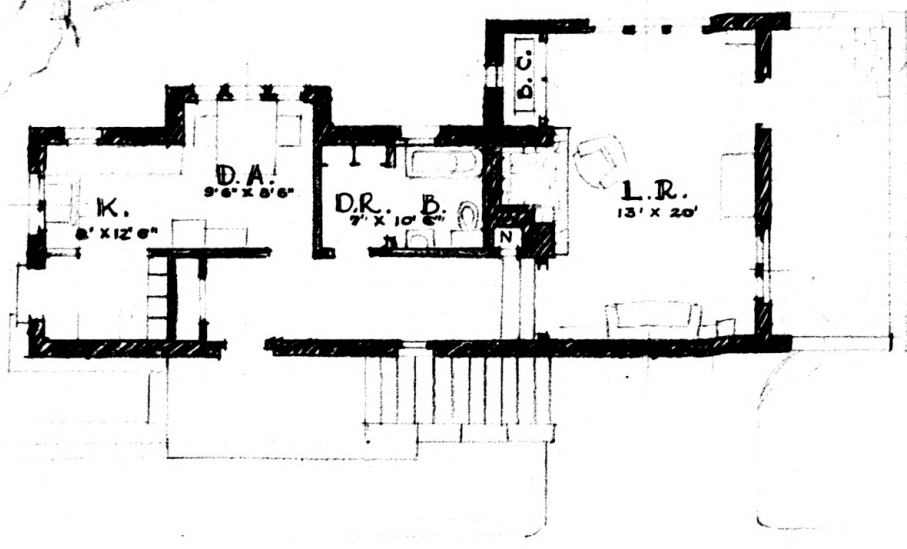 B. C.
D. A.
9'6" X 8'6"
L. R.
13' X 20'
K.
8' X 12' 6"
D. R. B.
7' X 10' 6"
N